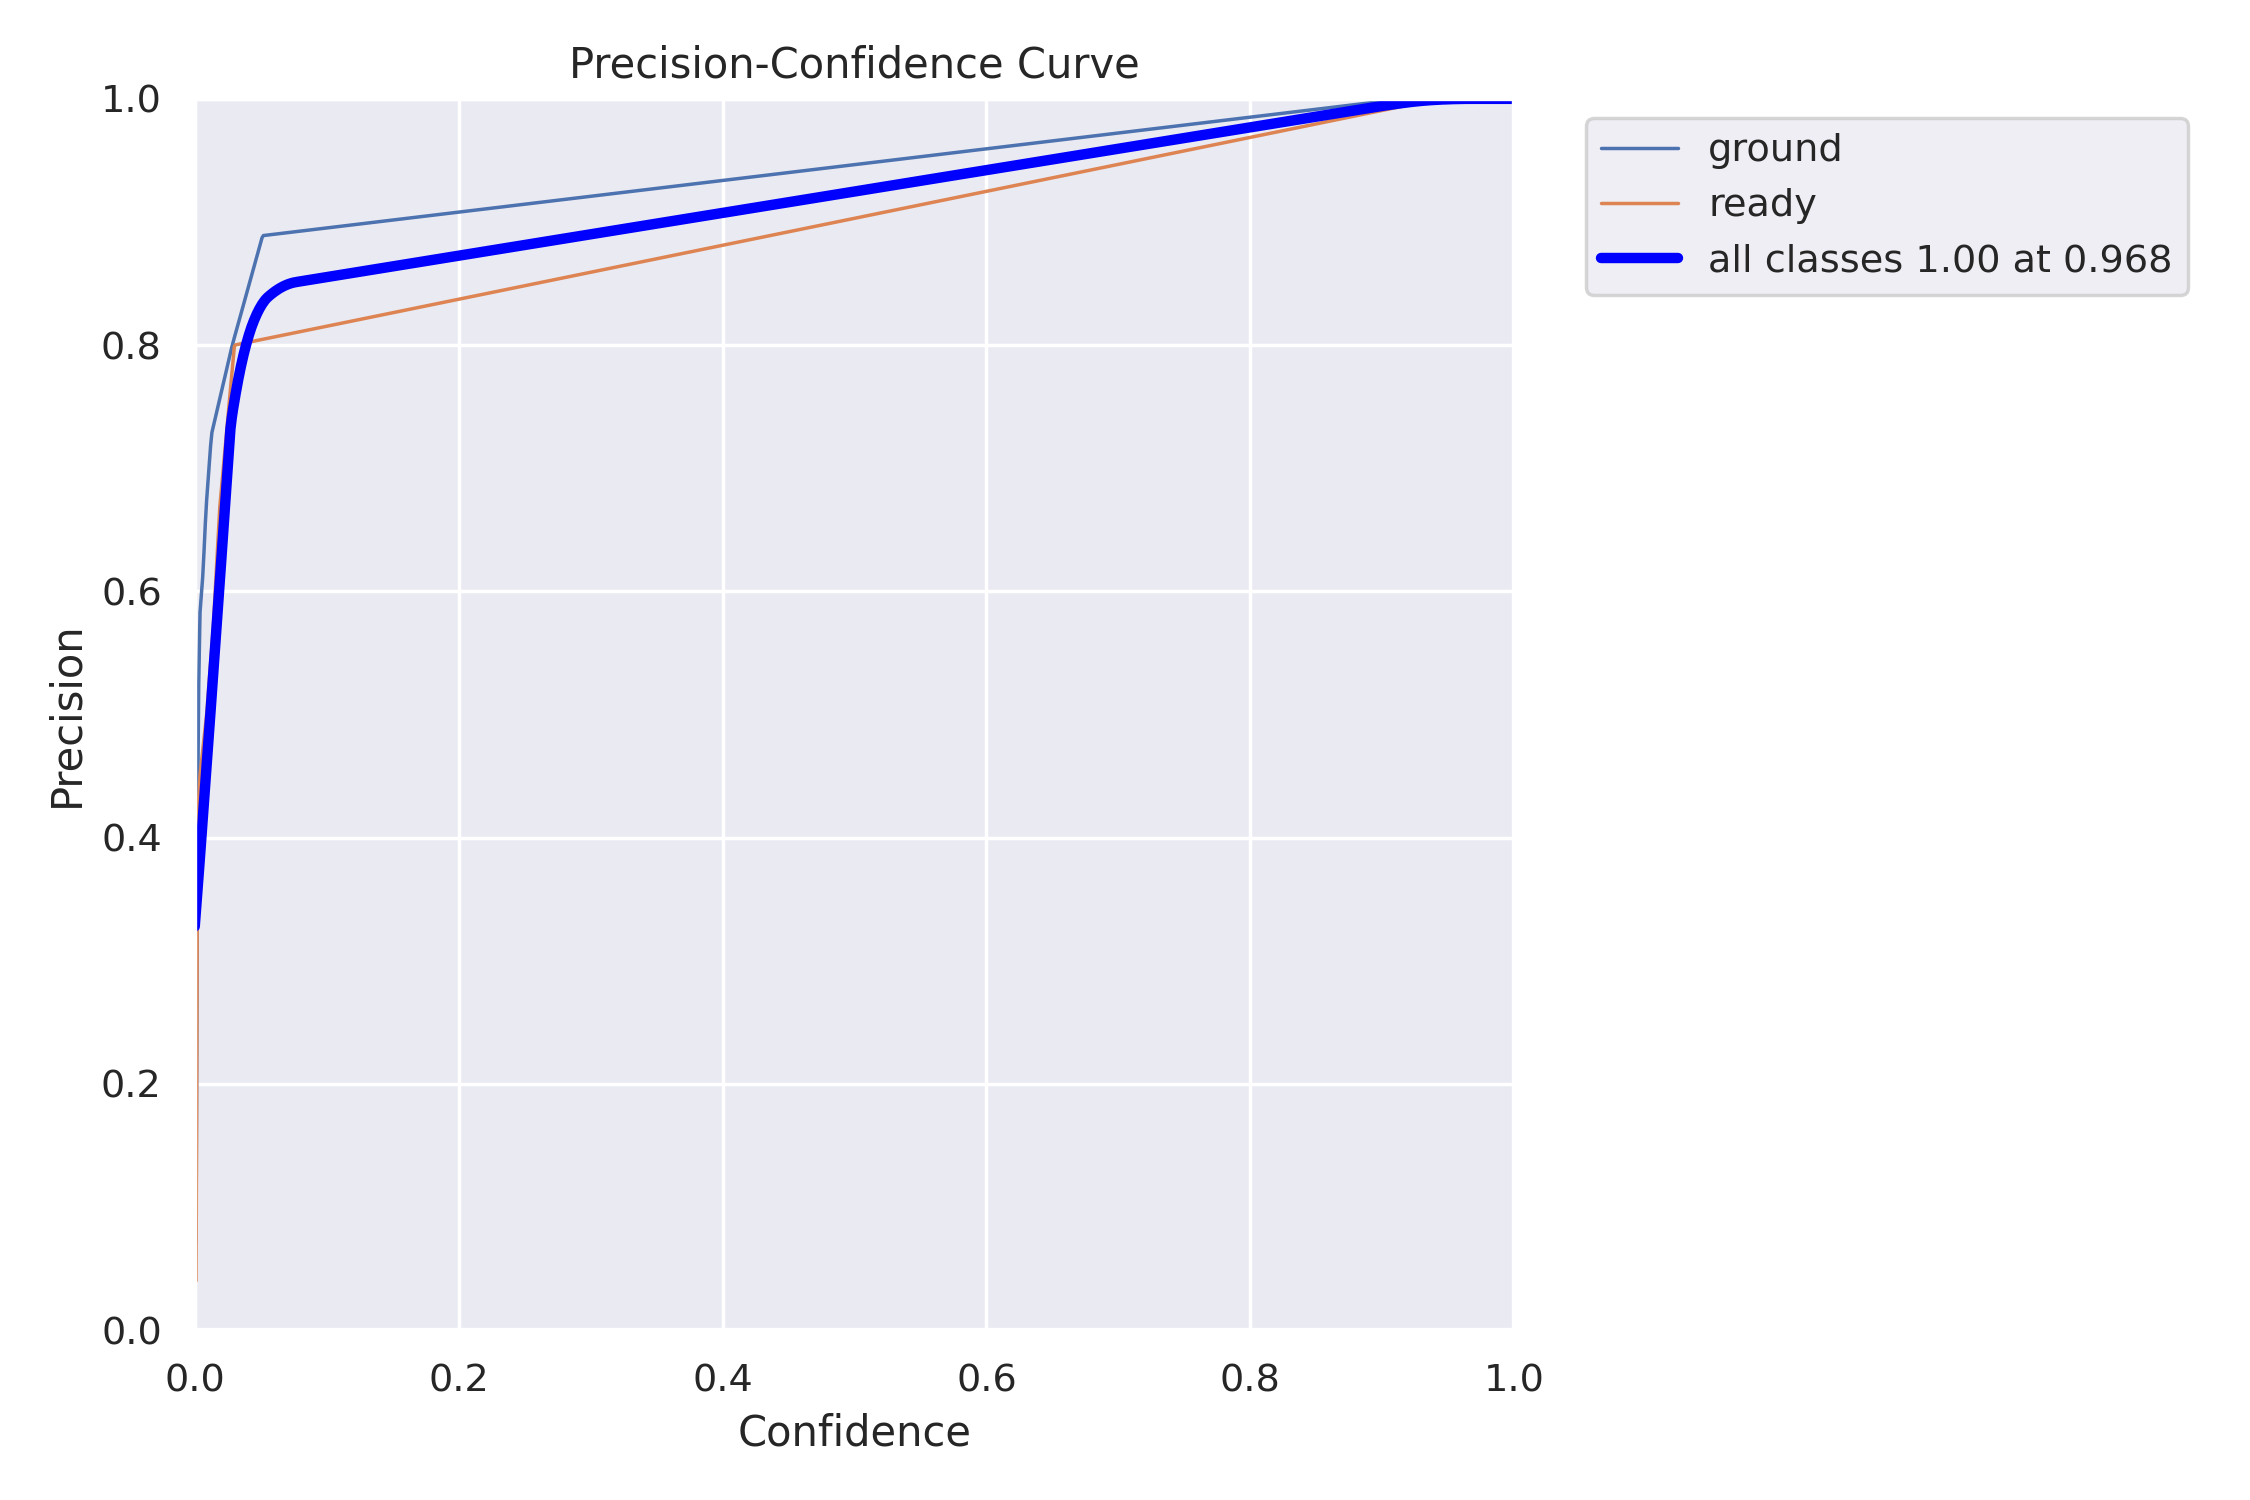 Precision-Confidence Curve
1.0
0.8
0.6
0.4
0.2
0.0
Precision
0.0 0.2 0.4 0.6 0.8 1.0
Confidence
ground
ready
all classes 1.00 at 0.968